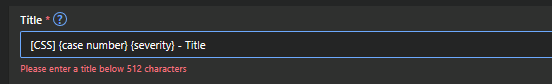 Title * ?
[CSS] {case number} {severity} - Title
Please enter a title below 512 characters